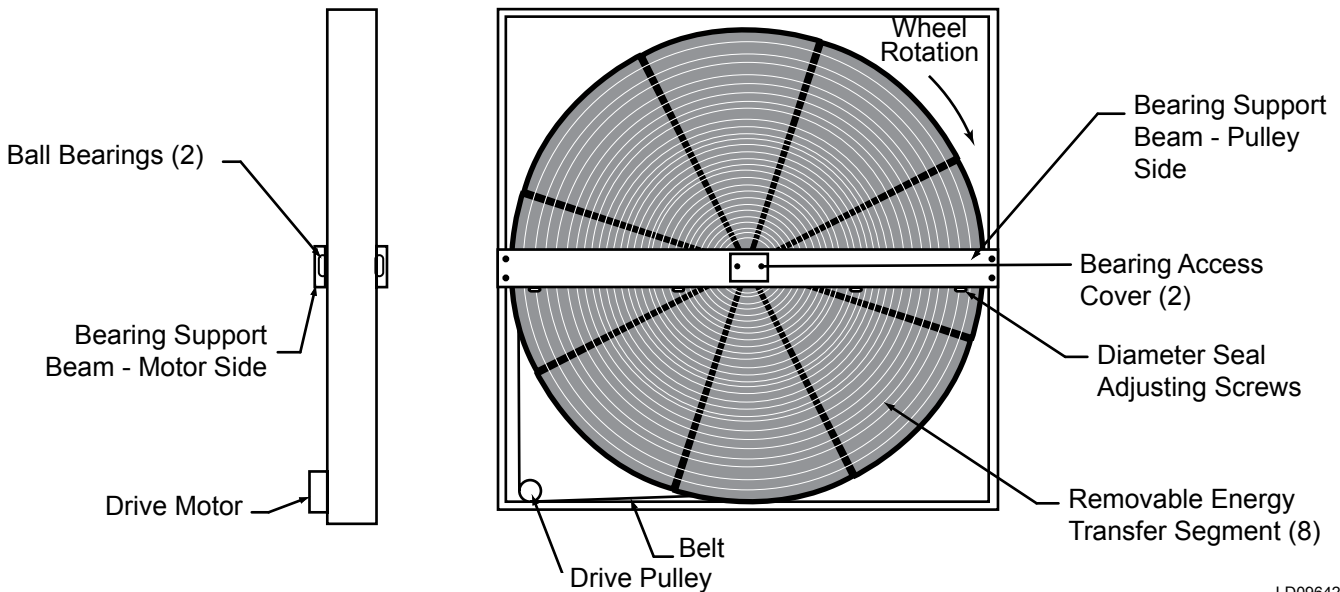 Wheel
Rotation
Bearing Support
Beam - Pulley
Side
Ball Bearings (2)
Bearing Access
Cover (2)
Bearing Support
Beam - Motor Side
Diameter Seal
Adjusting Screws
Drive Motor
Removable Energy
Transfer Segment (8)
Belt
Drive Pulley
LD09642